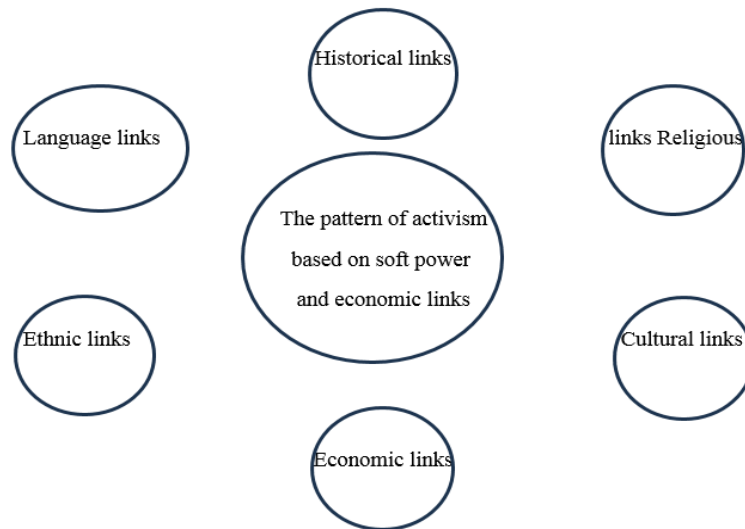 Historical links
Language links
links Religious
The pattern of activism
based on soft power
and economic links
Ethnic links
Cultural links
Economic links